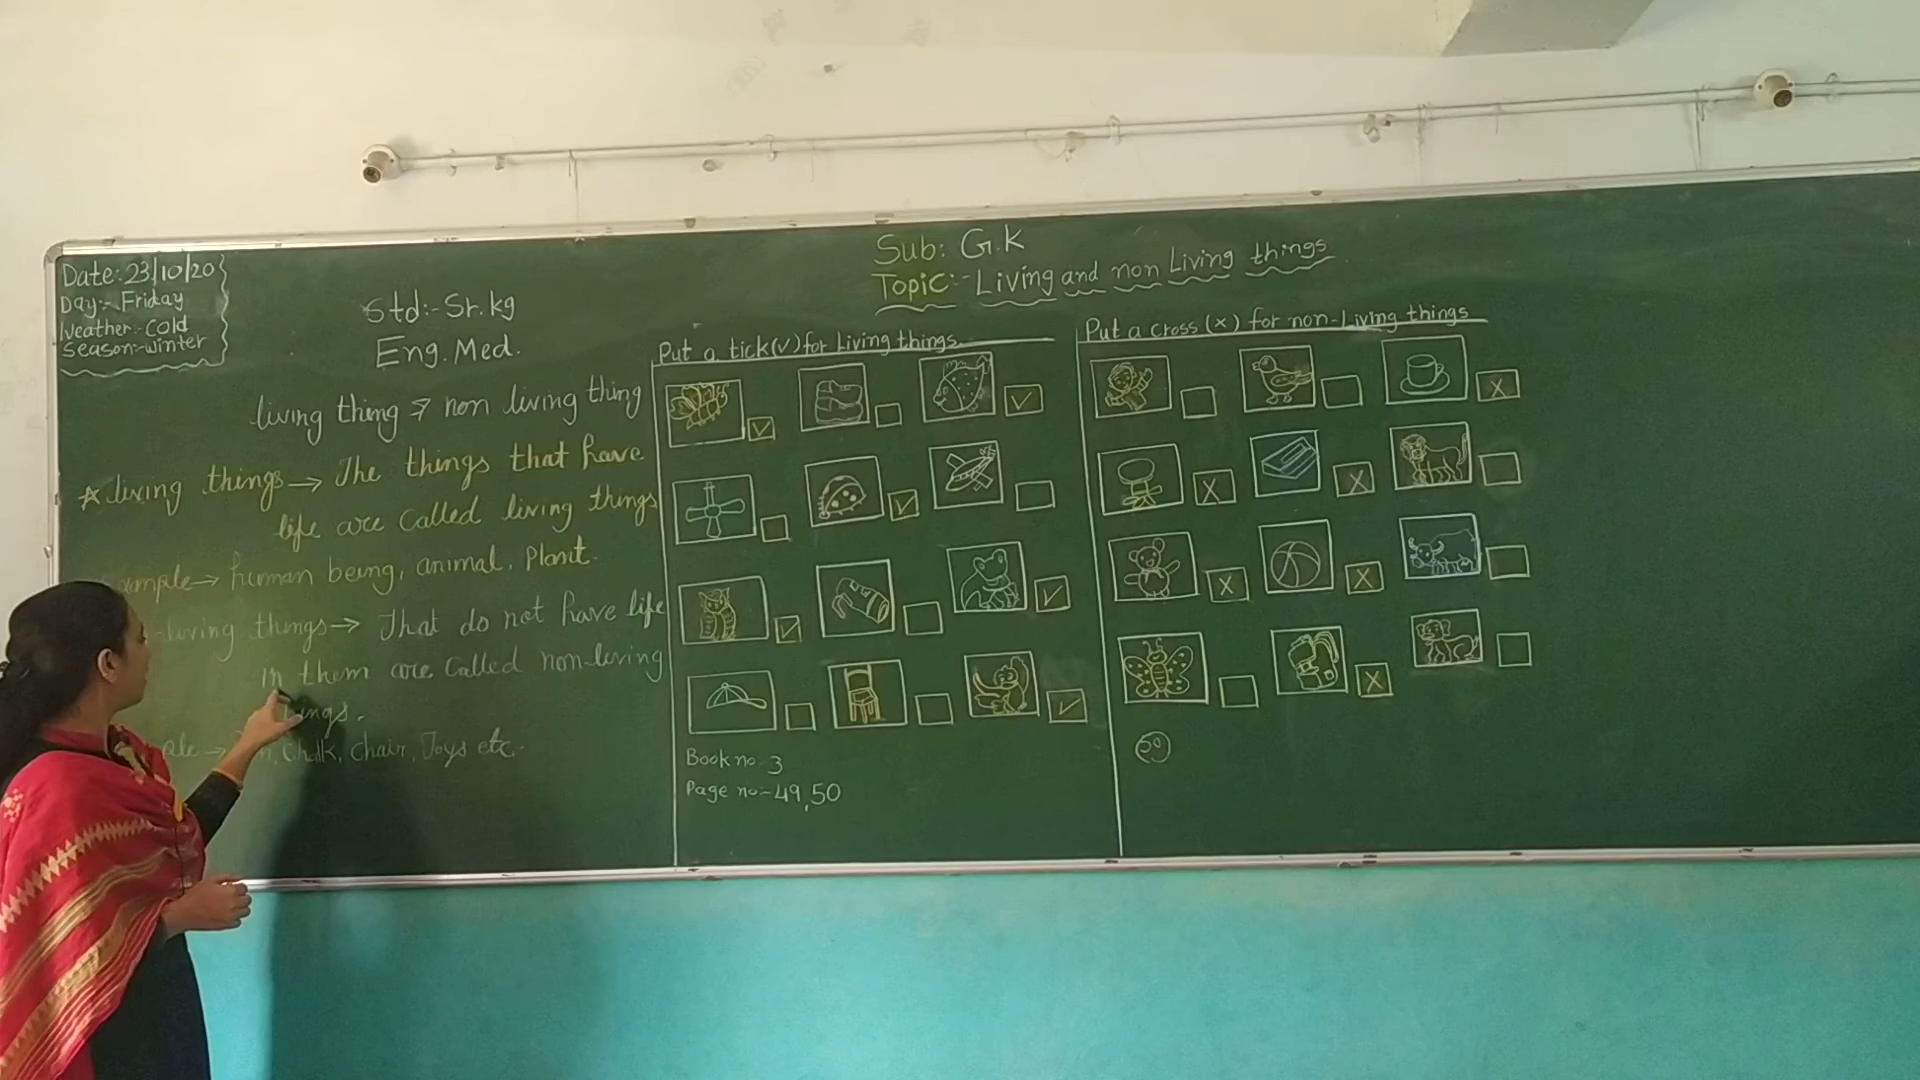 Date:23/10/20
Day:- Friday
Weather:-Cold
Season:-winter
Std:-Sr.kg
Eng.Med.
Sub: G.K
Topic:-Living and non Living things
living thing → non living thing
living things → The things that have
life are called living things
example → human being, animal, Plant.
-living things → That do not have life
in them are called non-living
things.
→ chalk, chair, Toys etc.
Put a tick(√) for Living things
✓
✓
✓
✓
✓
✓
Book no 3
Page no:-49,50
Put a cross (x) for non-Living things
X
X
X
X
X
X